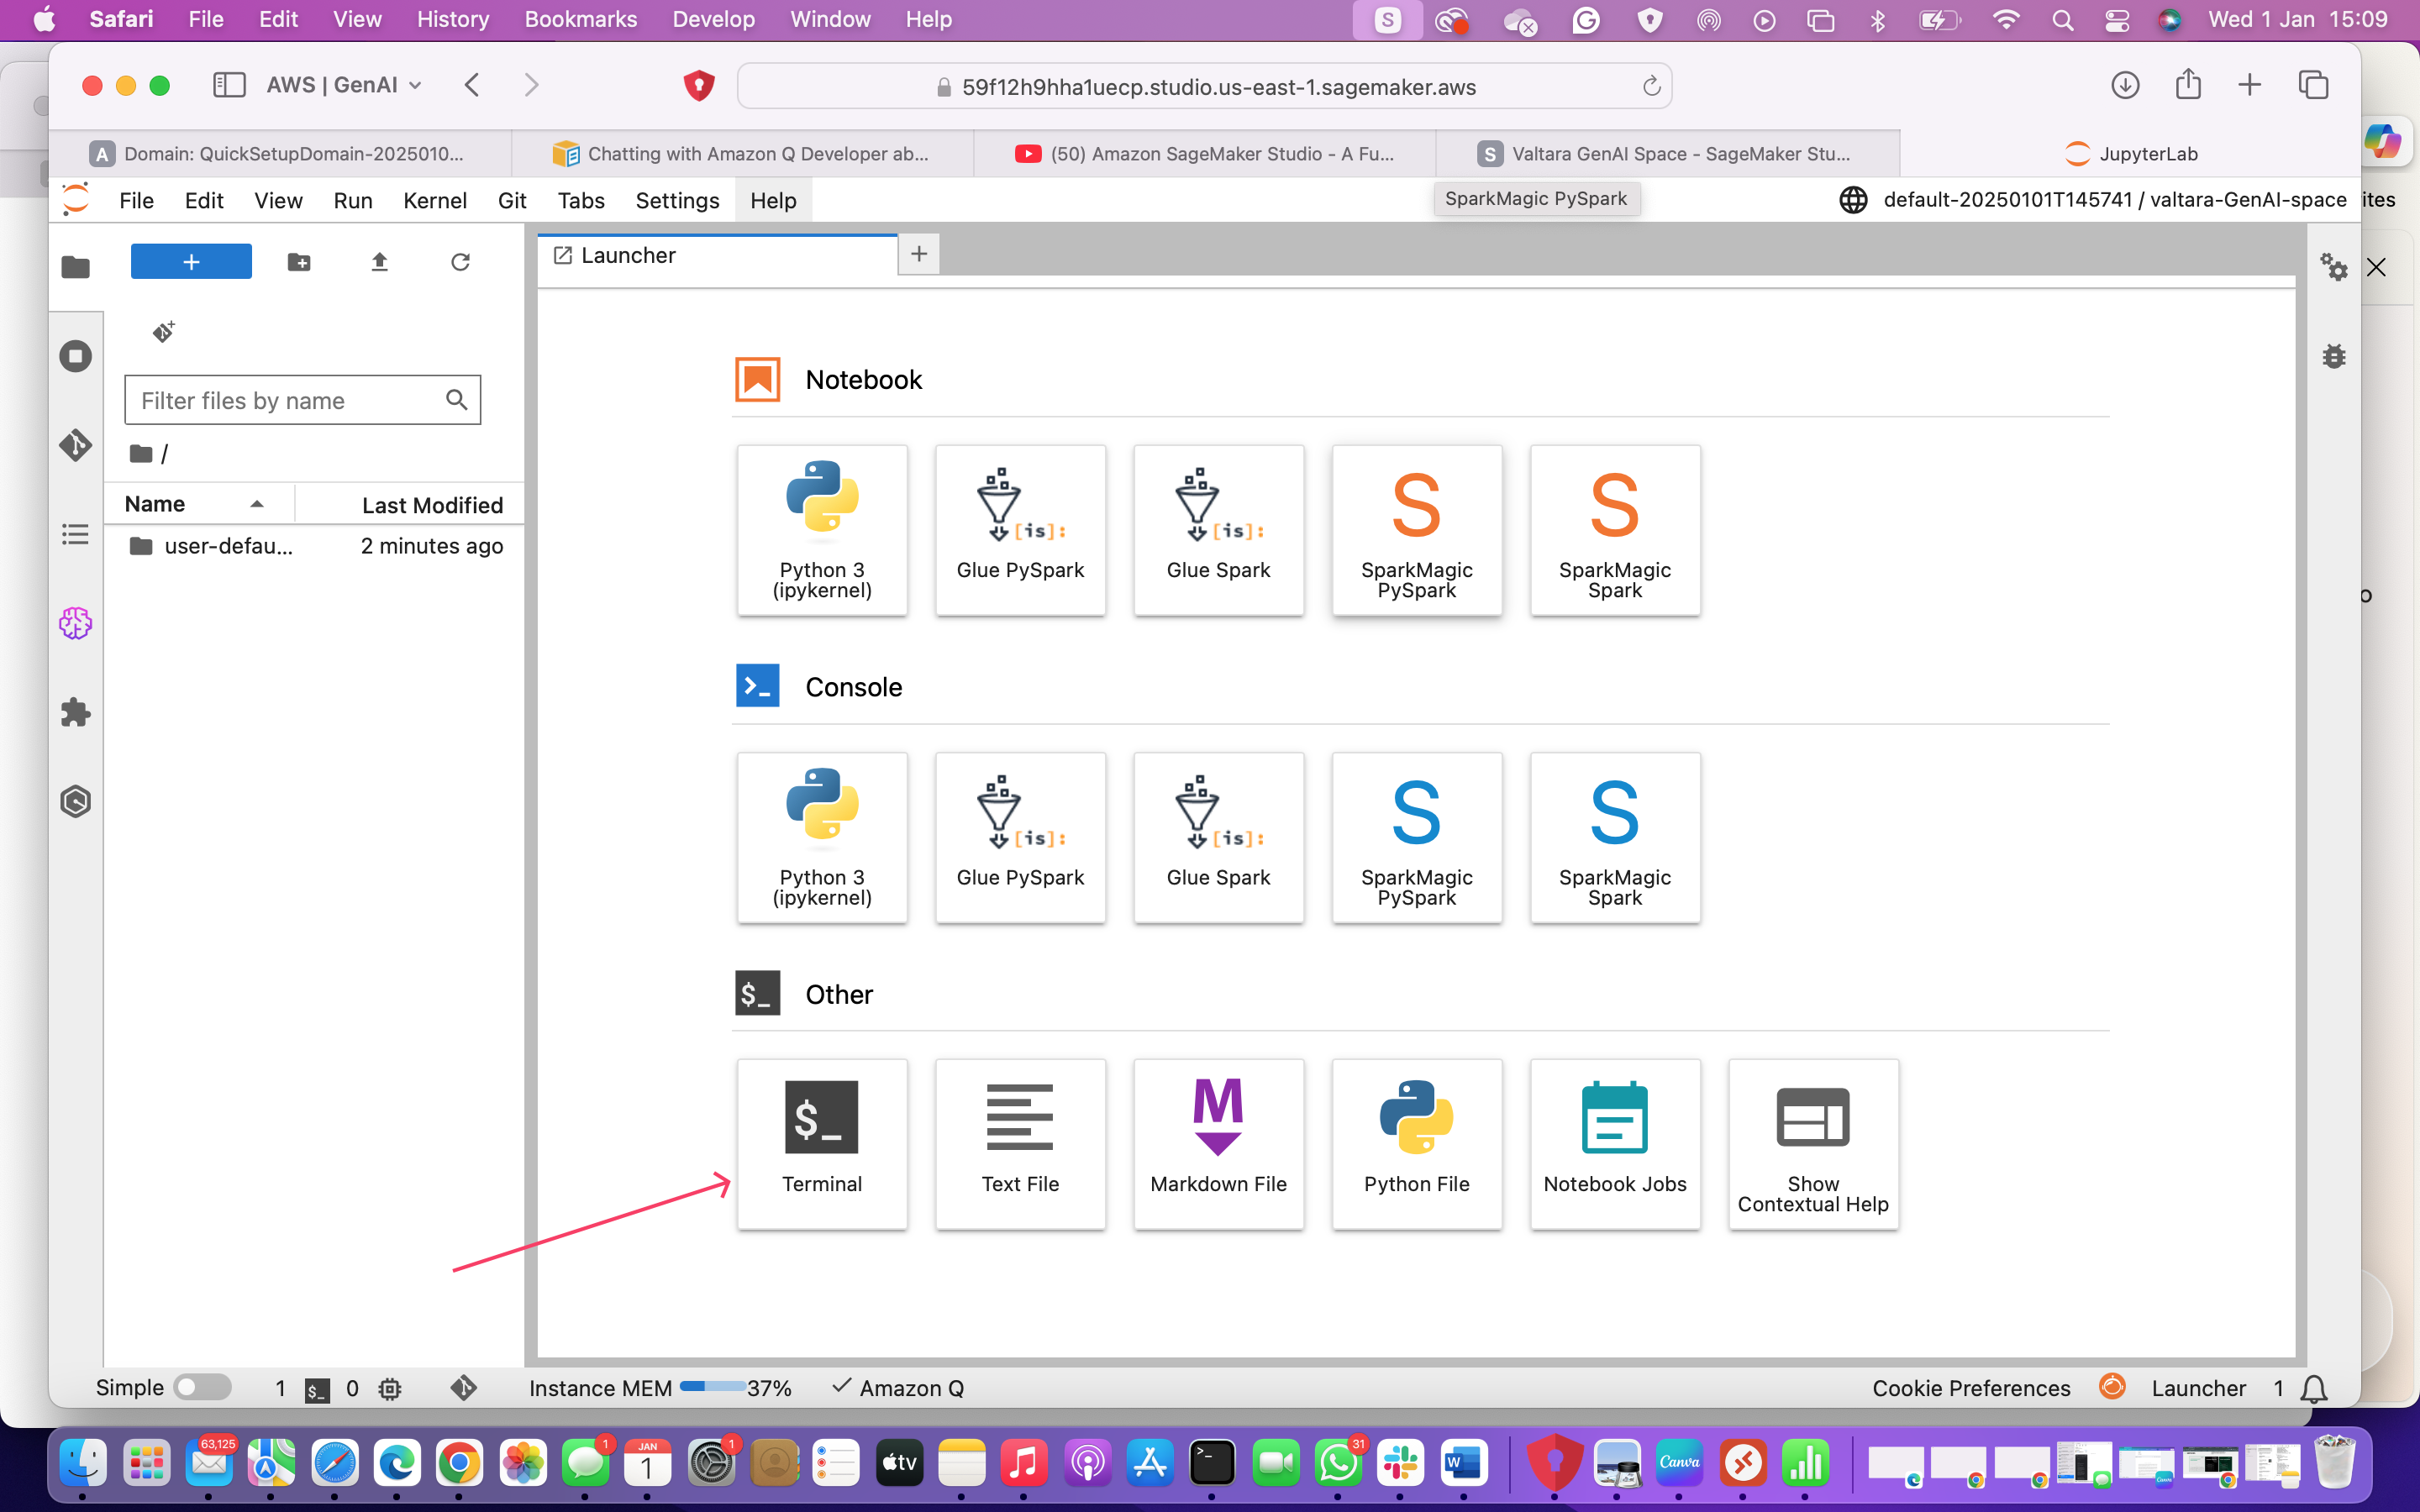 Safari File Edit View History Bookmarks Develop Window Help S Wed 1 Jan 15:09
AWS | GenAI 59f12h9hha1uecp.studio.us-east-1.sagemaker.aws
A Domain: QuickSetupDomain-2025010... Chatting with Amazon Q Developer ab... (50) Amazon SageMaker Studio - A Fu... S Valtara GenAI Space - SageMaker Stu... JupyterLab
File Edit View Run Kernel Git Tabs Settings Help SparkMagic PySpark default-20250101T145741 / valtara-GenAI-space ites
Launcher
Filter files by name
/
Name Last Modified
user-defau... 2 minutes ago
Notebook
Python 3 (ipykernel)
[is]: Glue PySpark
[is]: Glue Spark
S SparkMagic PySpark
S SparkMagic Spark
Console
Python 3 (ipykernel)
[is]: Glue PySpark
[is]: Glue Spark
S SparkMagic PySpark
S SparkMagic Spark
$_ Other
$_ Terminal
Text File
M Markdown File
Python File
Notebook Jobs
Show Contextual Help
o
Simple 1 $_ 0 Instance MEM 37% Amazon Q Cookie Preferences Launcher 1
63,125 1 JAN 1 1 tv 31 W Canva